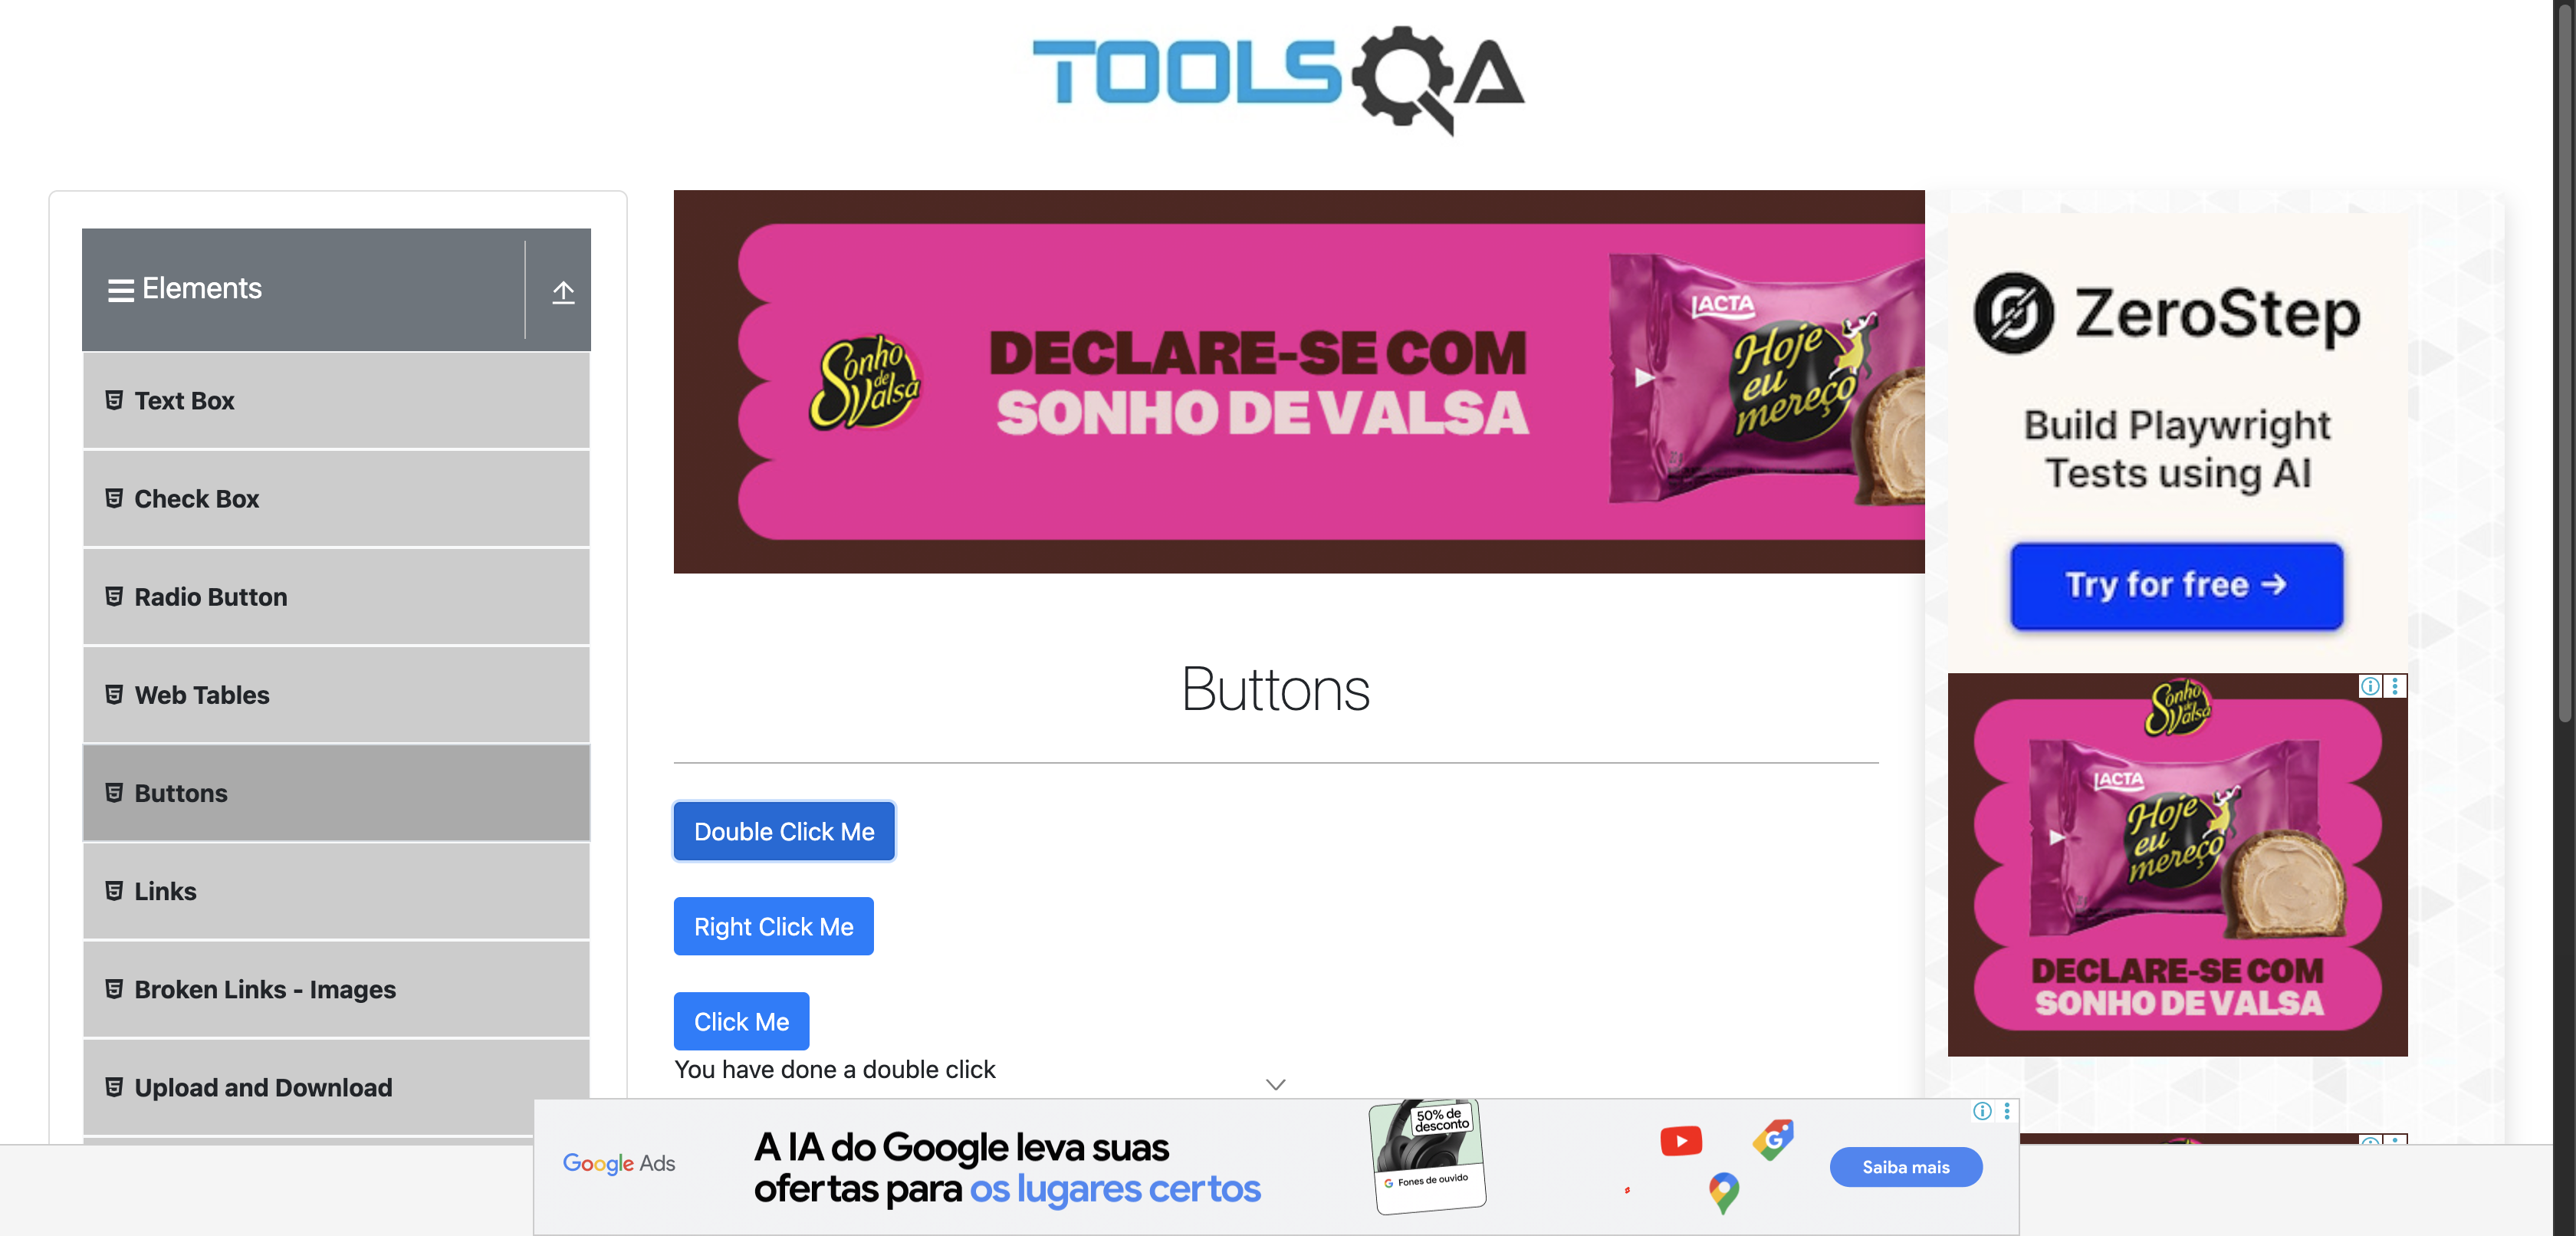 TOOLSQA
Elements
Text Box
Check Box
Radio Button
Web Tables
Buttons
Links
Broken Links - Images
Upload and Download
Sonho de Valsa
DECLARE-SE COM
SONHO DE VALSA
LACTA
Hoje
eu
mereço
Buttons
Double Click Me
Right Click Me
Click Me
You have done a double click
ZeroStep
Build Playwright
Tests using AI
Try for free →
Sonho de Valsa
LACTA
Hoje
eu
mereço
DECLARE-SE COM
SONHO DE VALSA
Google Ads
A IA do Google leva suas
ofertas para os lugares certos
50% de
desconto
G Fones de ouvido
G
Saiba mais